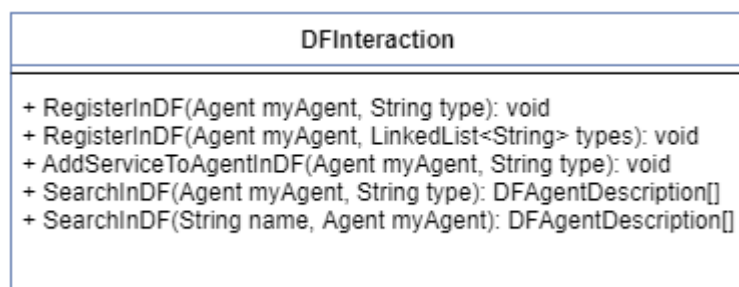 DFInteraction
+ RegisterInDF(Agent myAgent, String type): void
+ RegisterInDF(Agent myAgent, LinkedList<String> types): void
+ AddServiceToAgentInDF(Agent myAgent, String type): void
+ SearchInDF(Agent myAgent, String type): DFAgentDescription[]
+ SearchInDF(String name, Agent myAgent): DFAgentDescription[]